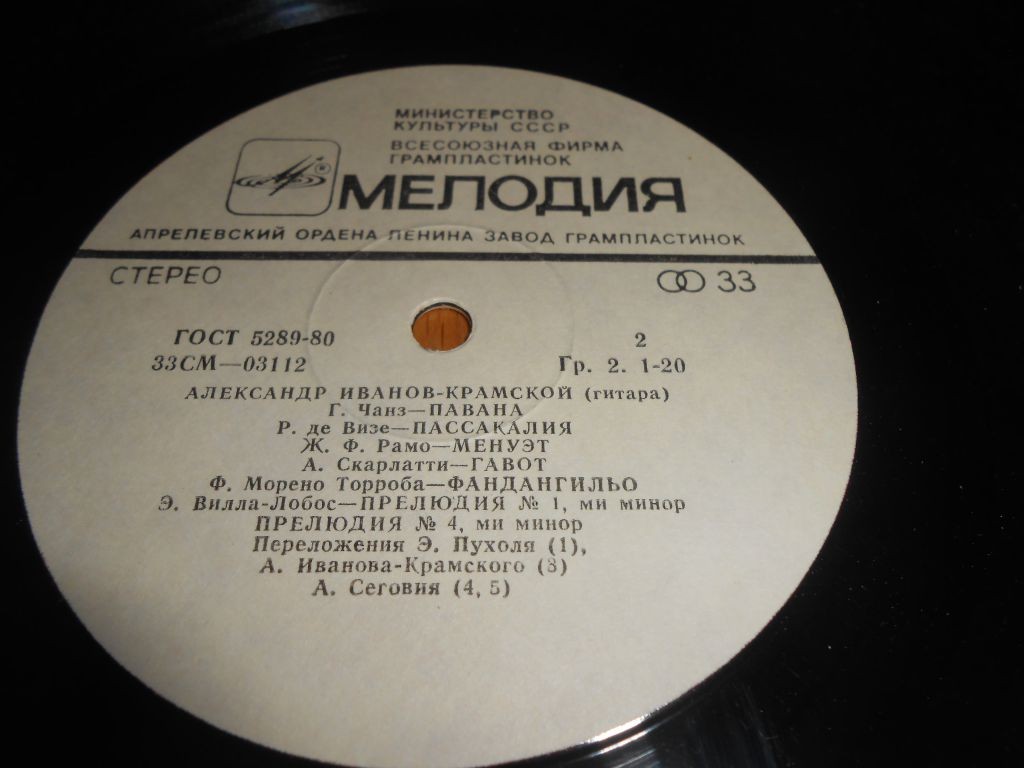 МИНИСТЕРСТВО
КУЛЬТУРЫ СССР
ВСЕСОЮЗНАЯ ФИРМА
ГРАМПЛАСТИНОК
®
МЕЛОДИЯ
АПРЕЛЕВСКИЙ ОРДЕНА ЛЕНИНА ЗАВОД ГРАМПЛАСТИНОК
СТЕРЕО 33
ГОСТ 5289-80 2
33СМ—03112 Гр. 2. 1-20
АЛЕКСАНДР ИВАНОВ-КРАМСКОЙ (гитара)
Г. Чанз—ПАВАНА
Р. де Визе—ПАССАКАЛИЯ
Ж. Ф. Рамо—МЕНУЭТ
А. Скарлатти—ГАВОТ
Ф. Морено Торроба—ФАНДАНГИЛЬО
Э. Вилла-Лобос—ПРЕЛЮДИЯ № 1, ми минор
ПРЕЛЮДИЯ № 4, ми минор
Переложения Э. Пухоля (1),
А. Иванова-Крамского (3)
А. Сеговия (4, 5)